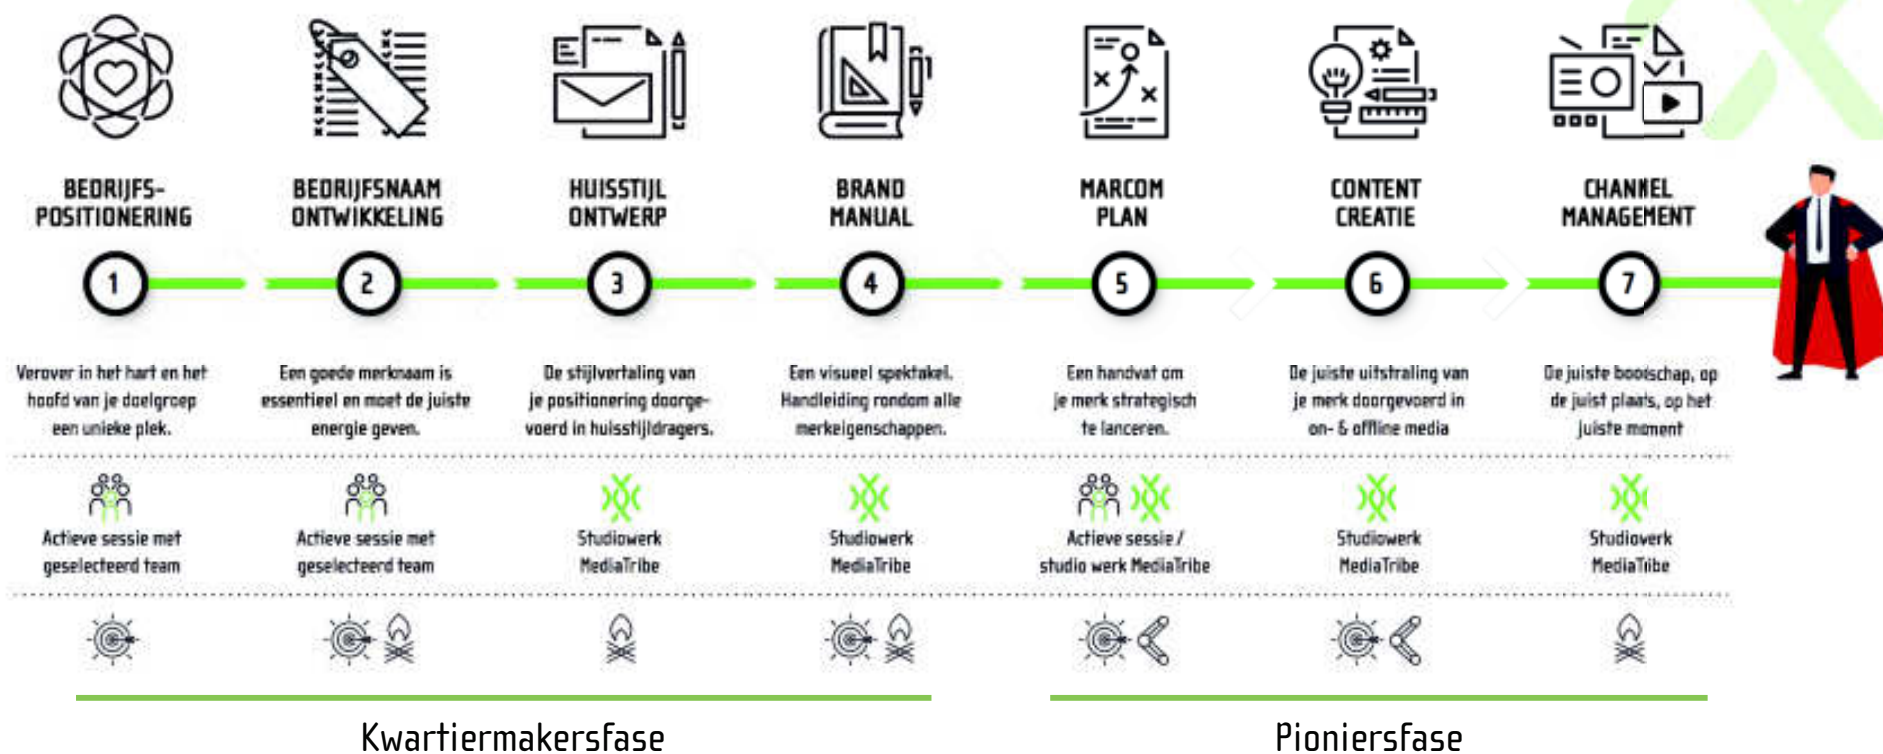 BEDRIJFS-
POSITIONERING
BEDRIJFSNAAM
ONTWIKKELING
HUISSTIJL
ONTWERP
BRAND
MANUAL
MARCOM
PLAN
CONTENT
CREATIE
CHANNEL
MANAGEMENT
1
2
3
4
5
6
7
Verover in het hart en het
hoofd van je doelgroep
een unieke plek.
Een goede merknaam is
essentieel en moet de juiste
energie geven.
De stijlvertaling van
je positionering doorge-
voerd in huisstijldragers.
Een visueel spektakel.
Handleiding rondom alle
merkeigenschappen.
Een handvat om
je merk strategisch
te lanceren.
De juiste uitstraling van
je merk doorgevoerd in
on- & offline media
De juiste boodschap, op
de juist plaats, op het
juiste moment
Actieve sessie met
geselecteerd team
Actieve sessie met
geselecteerd team
Studiowerk
MediaTribe
Studiowerk
MediaTribe
Actieve sessie /
studio werk MediaTribe
Studiowerk
MediaTribe
Studiowerk
MediaTribe
Kwartiermakersfase
Pioniersfase